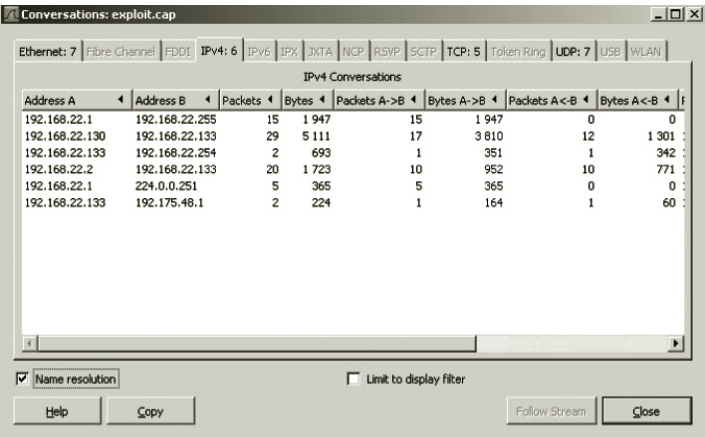 Conversations: exploit.cap
Ethernet: 7 Fibre Channel FDDI IPv4: 6 IPv6 IPX JXTA NCP RSVP SCTP TCP: 5 Token Ring UDP: 7 USB WLAN
IPv4 Conversations
Address A Address B Packets Bytes Packets A->B Bytes A->B Packets A<-B Bytes A<-B
192.168.22.1 192.168.22.255 15 1 947 15 1 947 0 0
192.168.22.130 192.168.22.133 29 5 111 17 3 810 12 1 301
192.168.22.133 192.168.22.254 2 693 1 351 1 342
192.168.22.2 192.168.22.133 20 1 723 10 952 10 771
192.168.22.1 224.0.0.251 5 365 5 365 0 0
192.168.22.133 192.175.48.1 2 224 1 164 1 60
Name resolution Limit to display filter
Help Copy Follow Stream Close